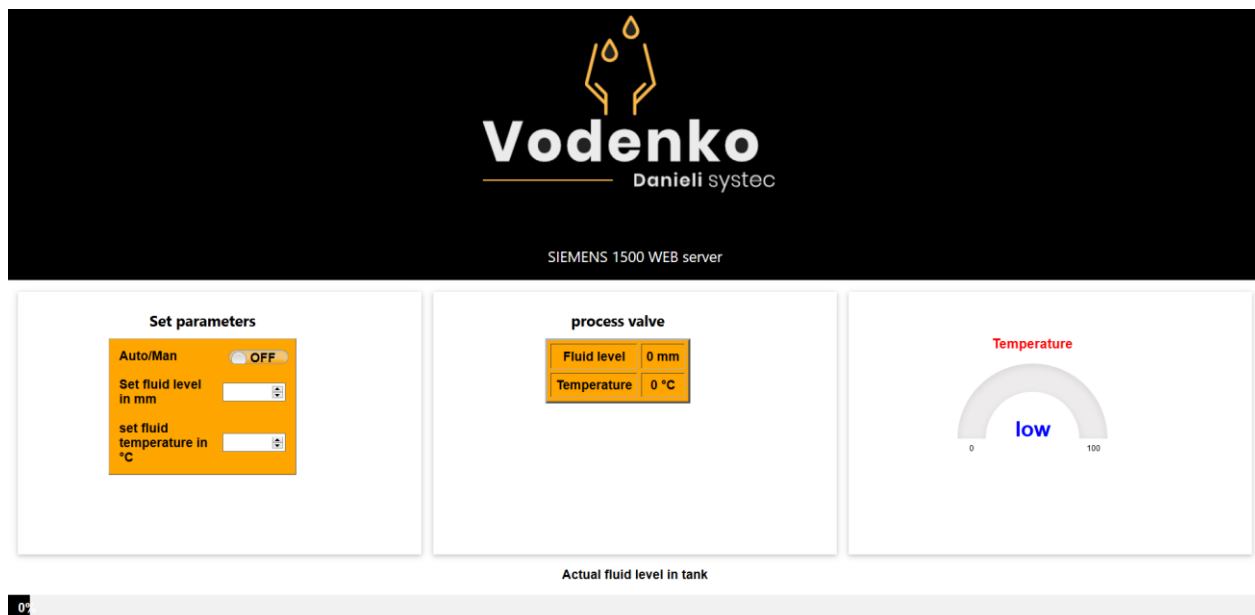 Vodenko
Danieli systec
SIEMENS 1500 WEB server
Set parameters
Auto/Man OFF
Set fluid level
in mm
set fluid
temperature in
°C
process valve
Fluid level 0 mm
Temperature 0 °C
Temperature
low
0 100
Actual fluid level in tank
0%